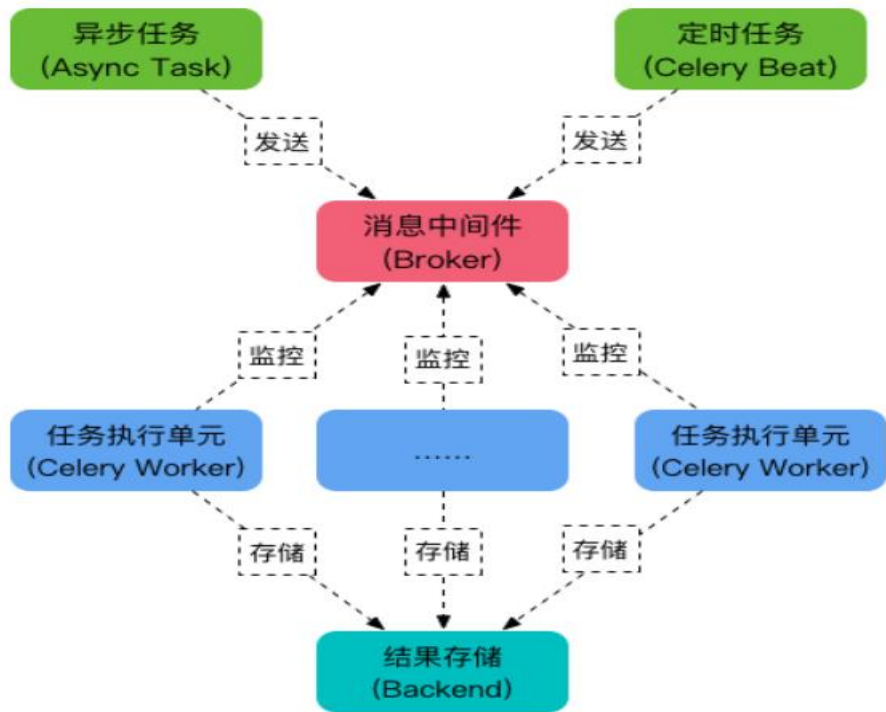 异步任务
(Async Task)
定时任务
(Celery Beat)
发送
发送
消息中间件
(Broker)
监控
监控
监控
任务执行单元
(Celery Worker)
......
任务执行单元
(Celery Worker)
存储
存储
存储
结果存储
(Backend)